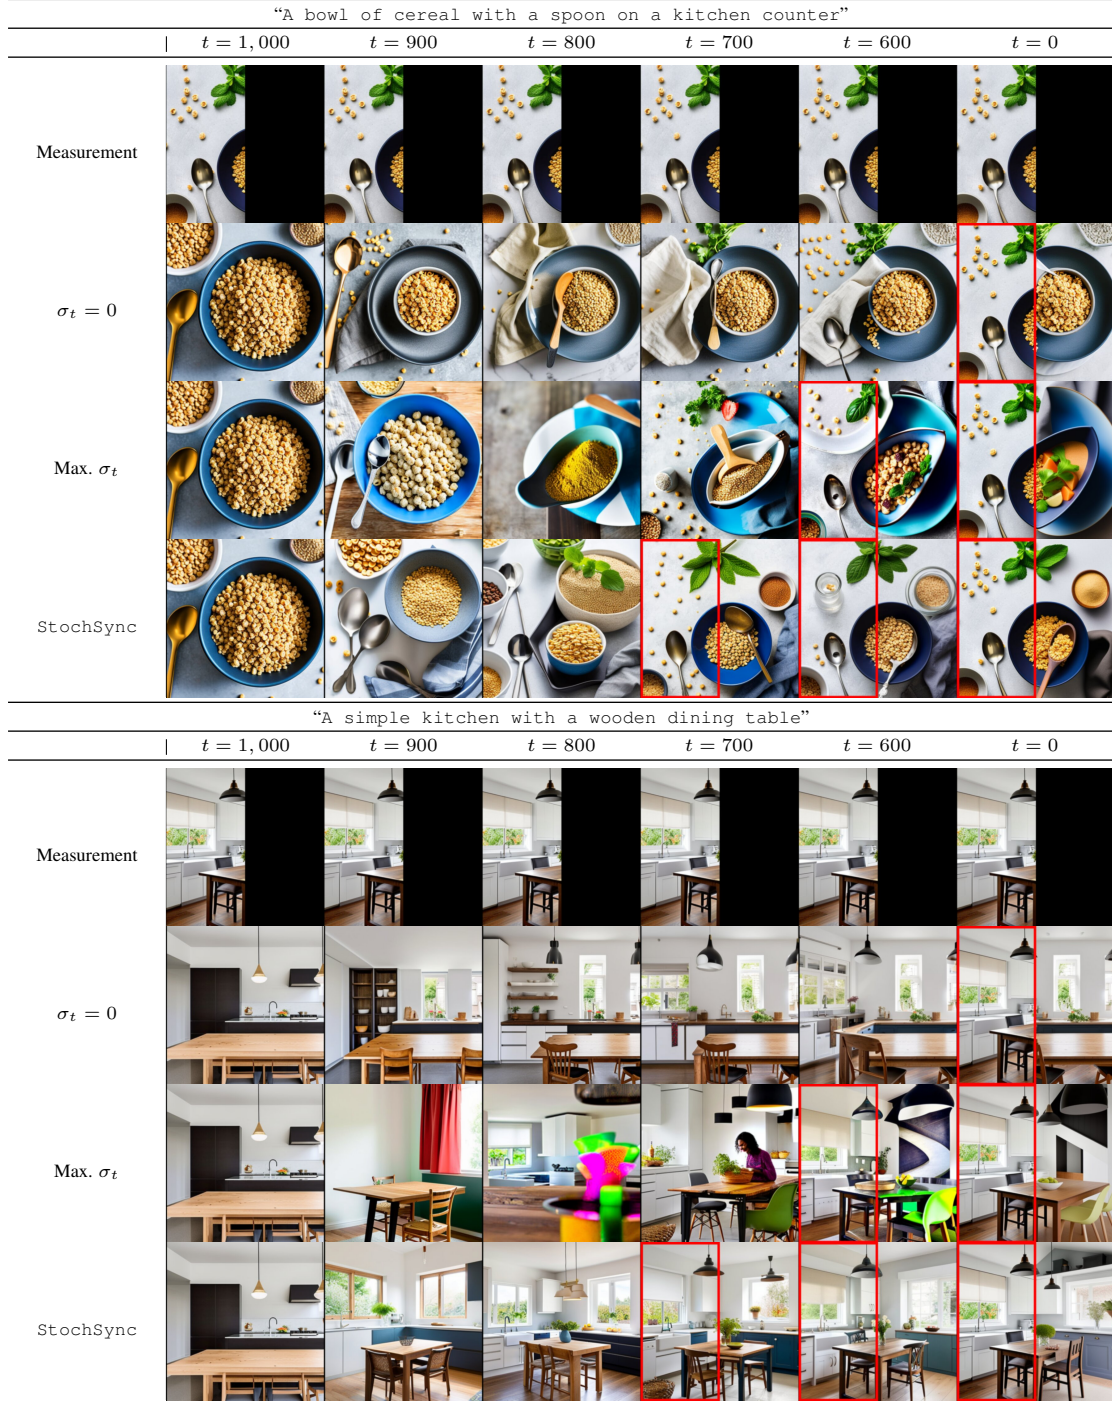 “A bowl of cereal with a spoon on a kitchen counter”
t = 1,000 t = 900 t = 800 t = 700 t = 600 t = 0
Measurement
σt = 0
Max. σt
StochSync
“A simple kitchen with a wooden dining table”
t = 1,000 t = 900 t = 800 t = 700 t = 600 t = 0
Measurement
σt = 0
Max. σt
StochSync